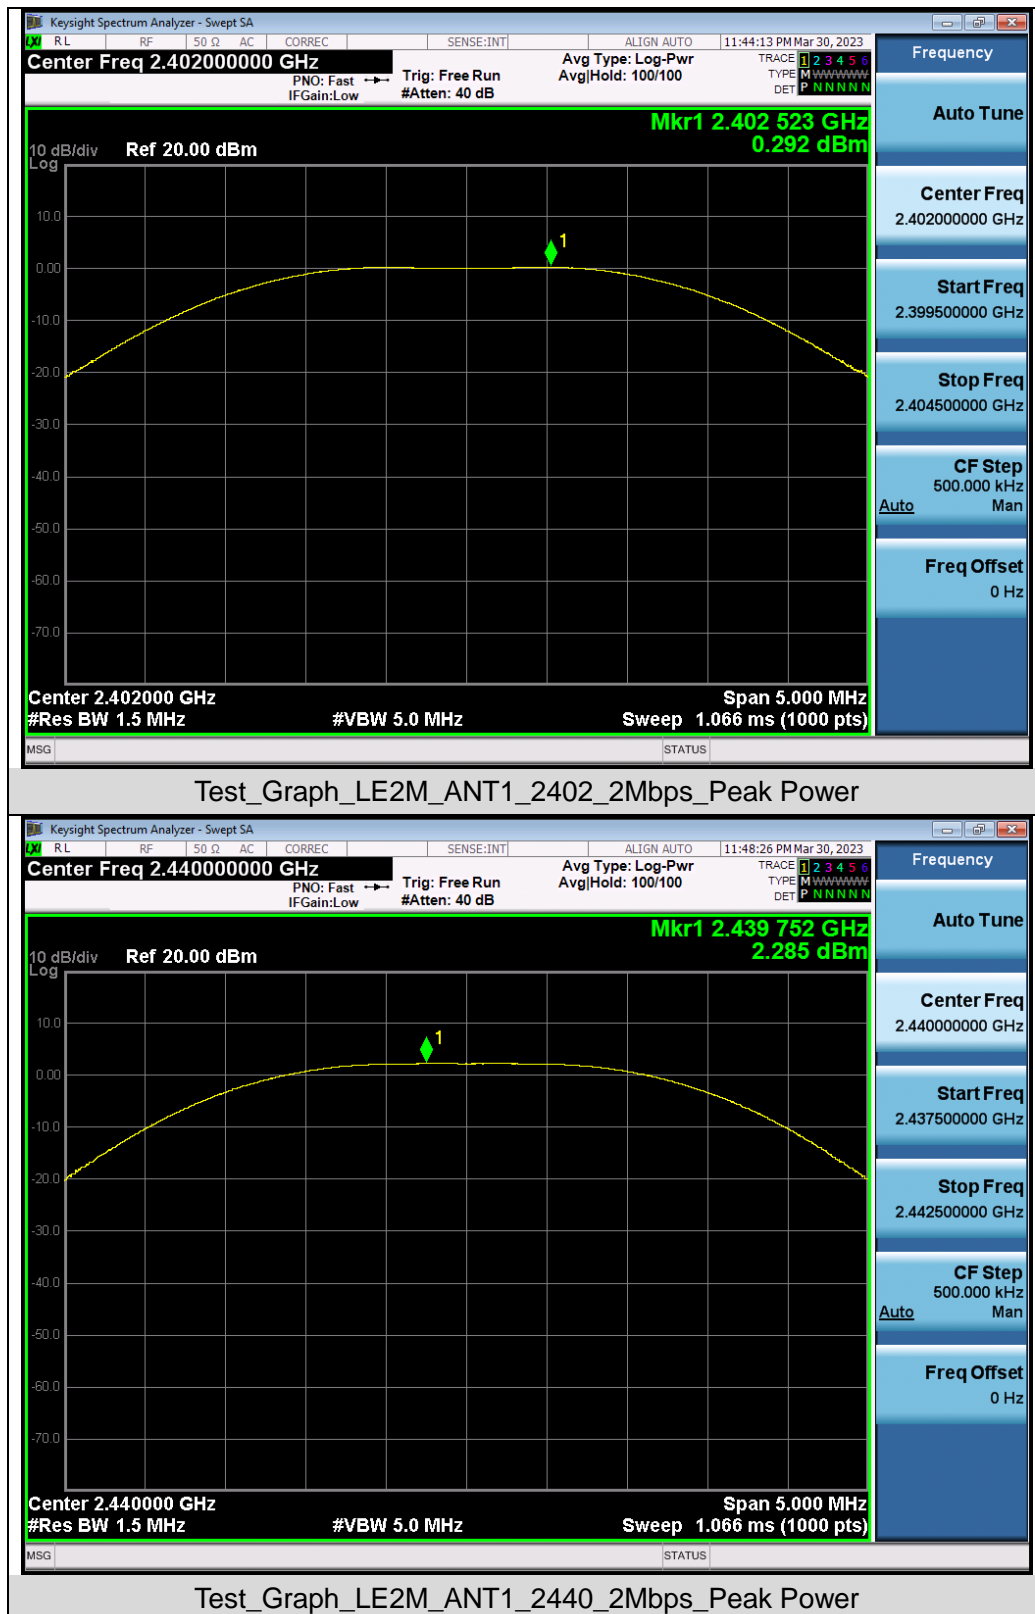 Keysight Spectrum Analyzer - Swept SA
LXI RL RF 50 Ω AC CORREC SENSE:INT ALIGN AUTO 11:44:13 PM Mar 30, 2023
Center Freq 2.402000000 GHz
PNO: Fast
IFGain:Low
Trig: Free Run
#Atten: 40 dB
Avg Type: Log-Pwr
Avg|Hold: 100/100
TRACE 1 2 3 4 5 6
TYPE M WWWWW
DET P N N N N N
Mkr1 2.402 523 GHz
0.292 dBm
10 dB/div Ref 20.00 dBm
Log
10.0
0.00
-10.0
-20.0
-30.0
-40.0
-50.0
-60.0
-70.0
1
Center 2.402000 GHz Span 5.000 MHz
#Res BW 1.5 MHz #VBW 5.0 MHz Sweep 1.066 ms (1000 pts)
MSG STATUS
Frequency
Auto Tune
Center Freq
2.402000000 GHz
Start Freq
2.399500000 GHz
Stop Freq
2.404500000 GHz
CF Step
500.000 kHz
Auto Man
Freq Offset
0 Hz
Test_Graph_LE2M_ANT1_2402_2Mbps_Peak Power
Keysight Spectrum Analyzer - Swept SA
LXI RL RF 50 Ω AC CORREC SENSE:INT ALIGN AUTO 11:48:26 PM Mar 30, 2023
Center Freq 2.440000000 GHz
PNO: Fast
IFGain:Low
Trig: Free Run
#Atten: 40 dB
Avg Type: Log-Pwr
Avg|Hold: 100/100
TRACE 1 2 3 4 5 6
TYPE M WWWWW
DET P N N N N N
Mkr1 2.439 752 GHz
2.285 dBm
10 dB/div Ref 20.00 dBm
Log
10.0
0.00
-10.0
-20.0
-30.0
-40.0
-50.0
-60.0
-70.0
1
Center 2.440000 GHz Span 5.000 MHz
#Res BW 1.5 MHz #VBW 5.0 MHz Sweep 1.066 ms (1000 pts)
MSG STATUS
Frequency
Auto Tune
Center Freq
2.440000000 GHz
Start Freq
2.437500000 GHz
Stop Freq
2.442500000 GHz
CF Step
500.000 kHz
Auto Man
Freq Offset
0 Hz
Test_Graph_LE2M_ANT1_2440_2Mbps_Peak Power